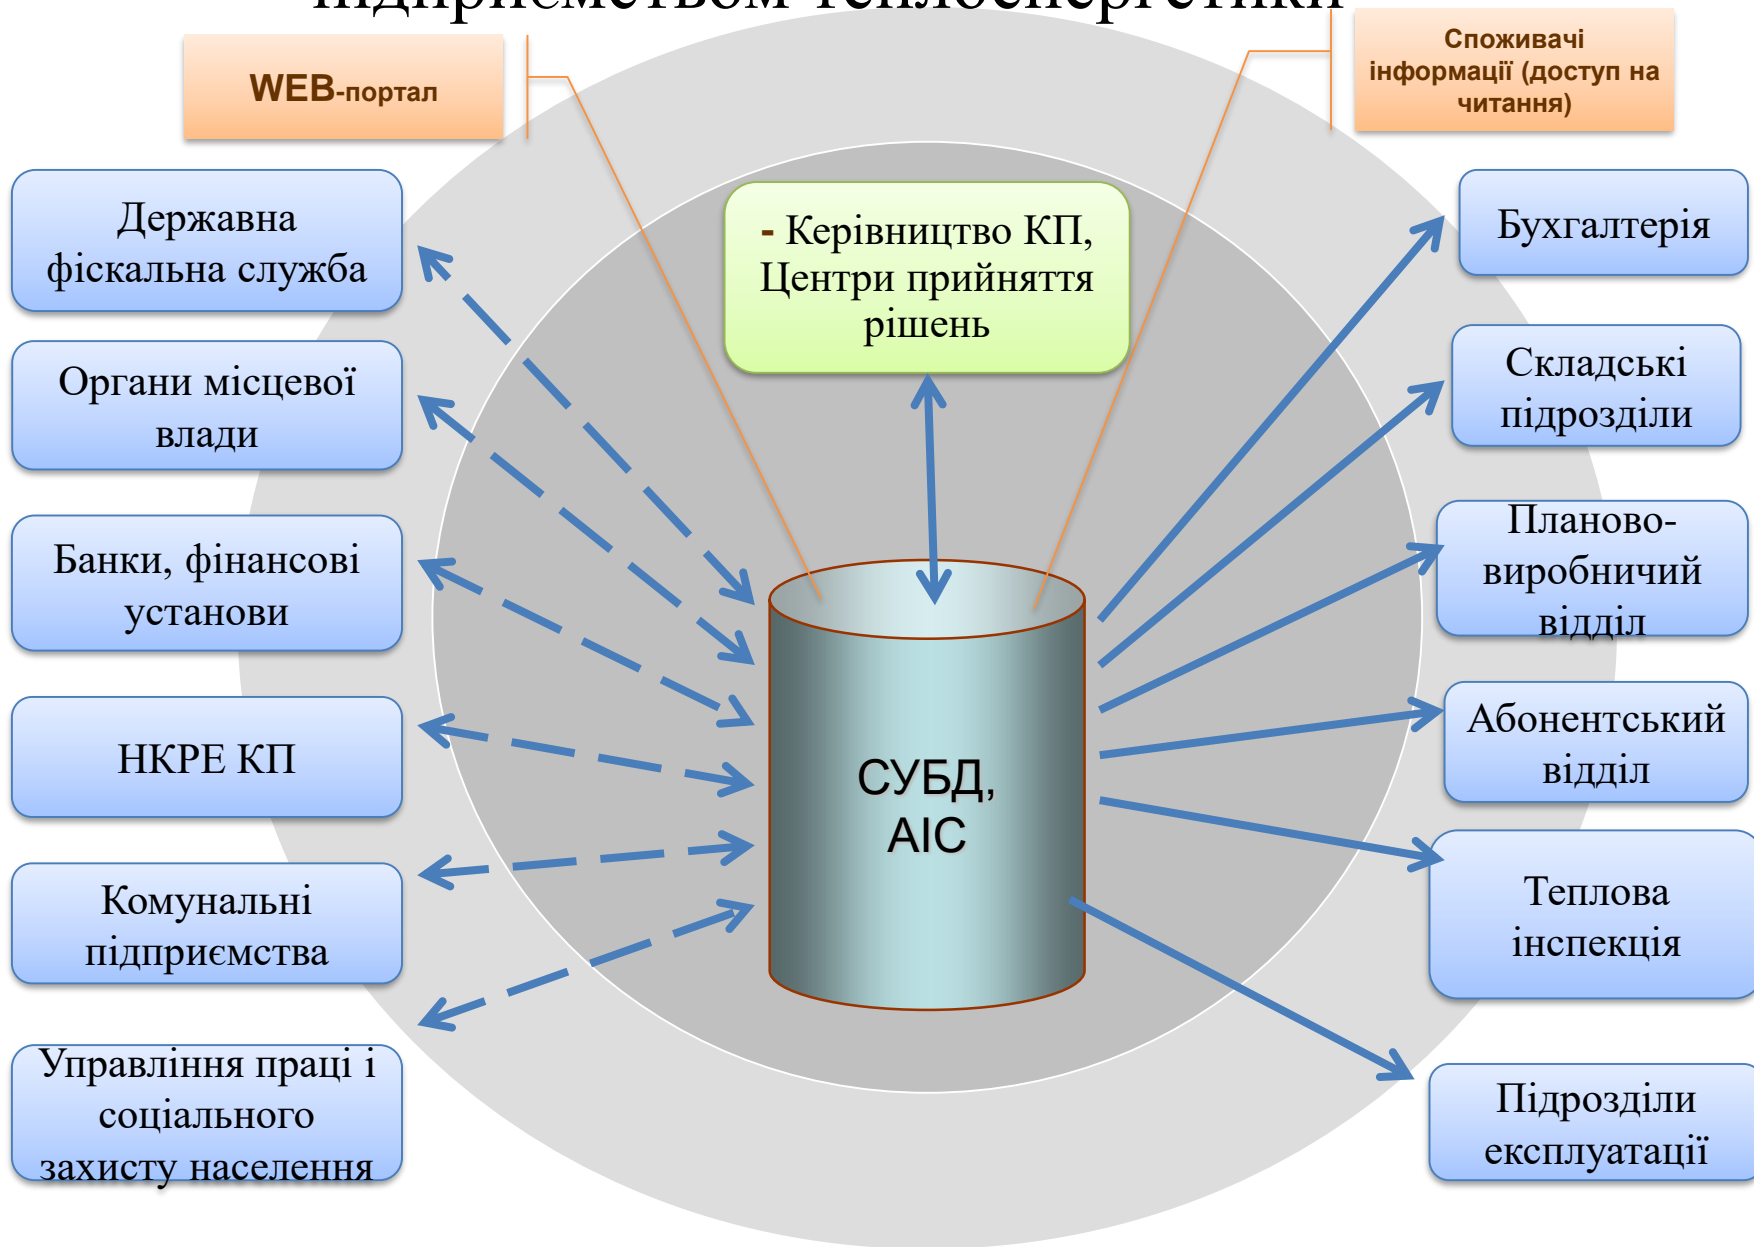 підприємством теплоенергетики
WEB-портал
Споживачі
інформації (доступ на
читання)
Державна
фіскальна служба
Органи місцевої
влади
Банки, фінансові
установи
НКРЕ КП
Комунальні
підприємства
Управління праці і
соціального
захисту населення
- Керівництво КП,
Центри прийняття
рішень
СУБД,
АІС
Бухгалтерія
Складські
підрозділи
Планово-
виробничий
відділ
Абонентський
відділ
Теплова
інспекція
Підрозділи
експлуатації